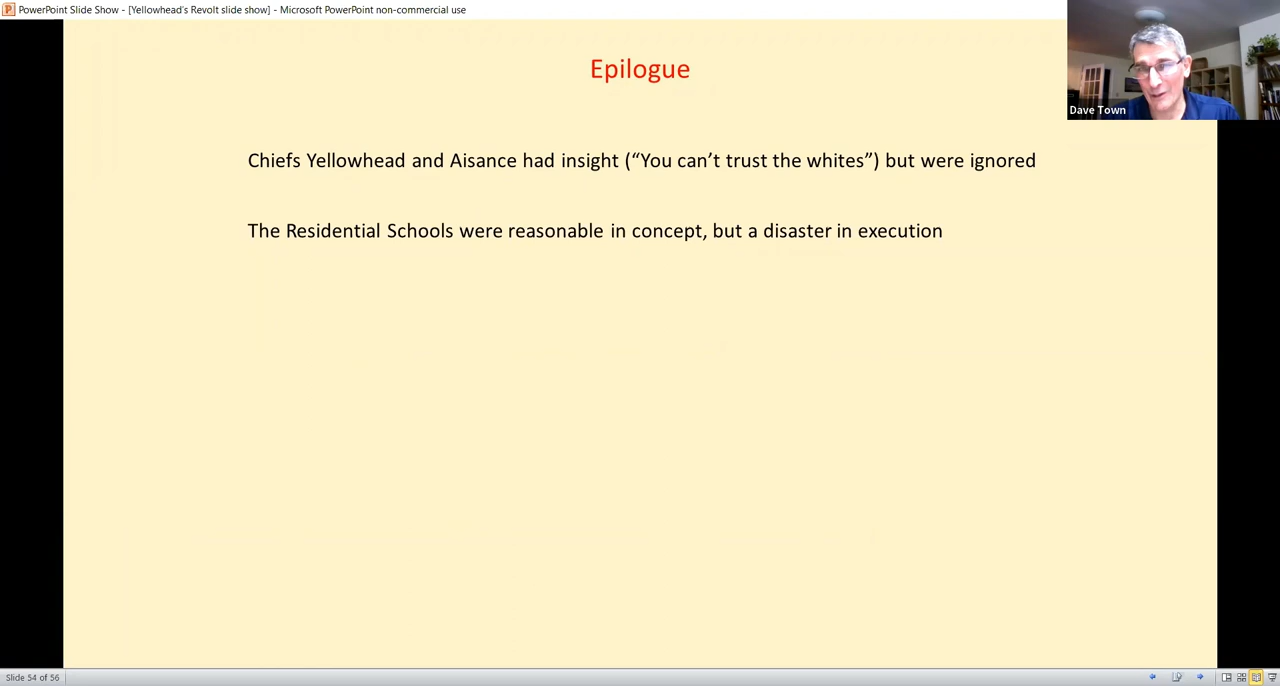 PowerPoint Slide Show - [Yellowhead's Revolt slide show] - Microsoft PowerPoint non-commercial use
Dave Town
Epilogue
Chiefs Yellowhead and Aisance had insight (“You can’t trust the whites”) but were ignored
The Residential Schools were reasonable in concept, but a disaster in execution
Slide 54 of 56